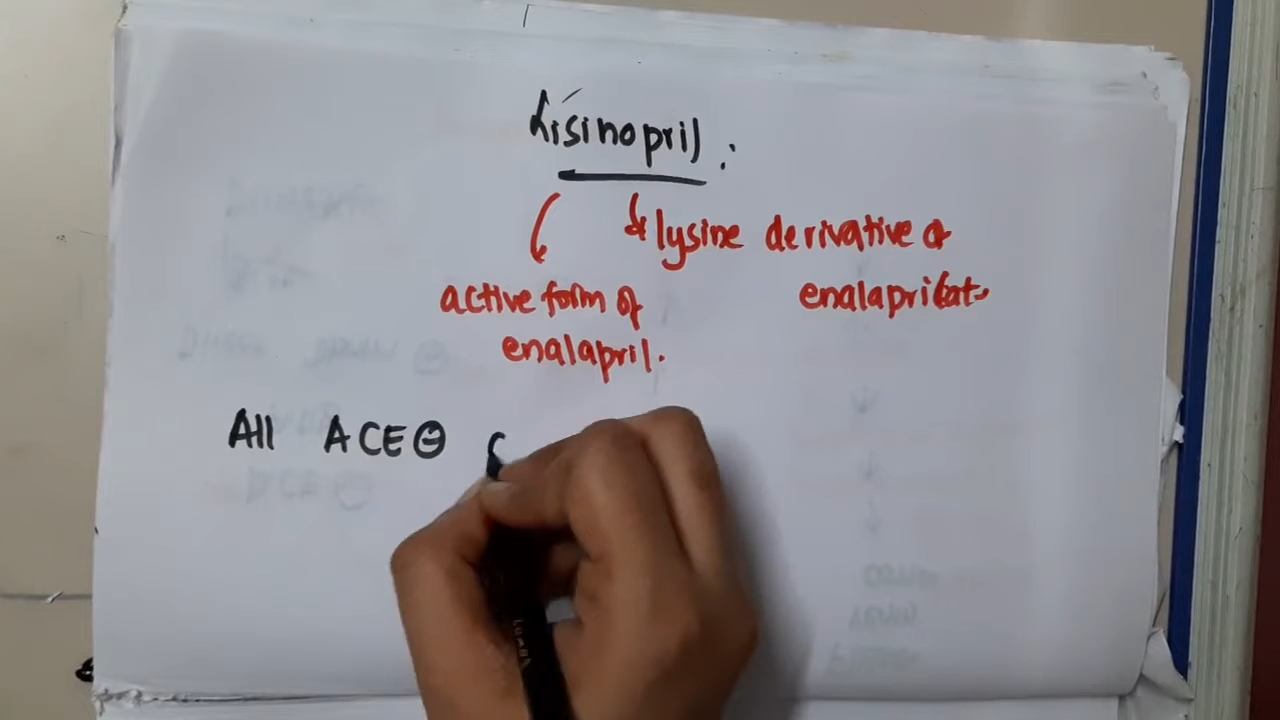 Lisinopril :
lysine derivative of
enalaprilat
active form of
enalapril.
All ACE⊖